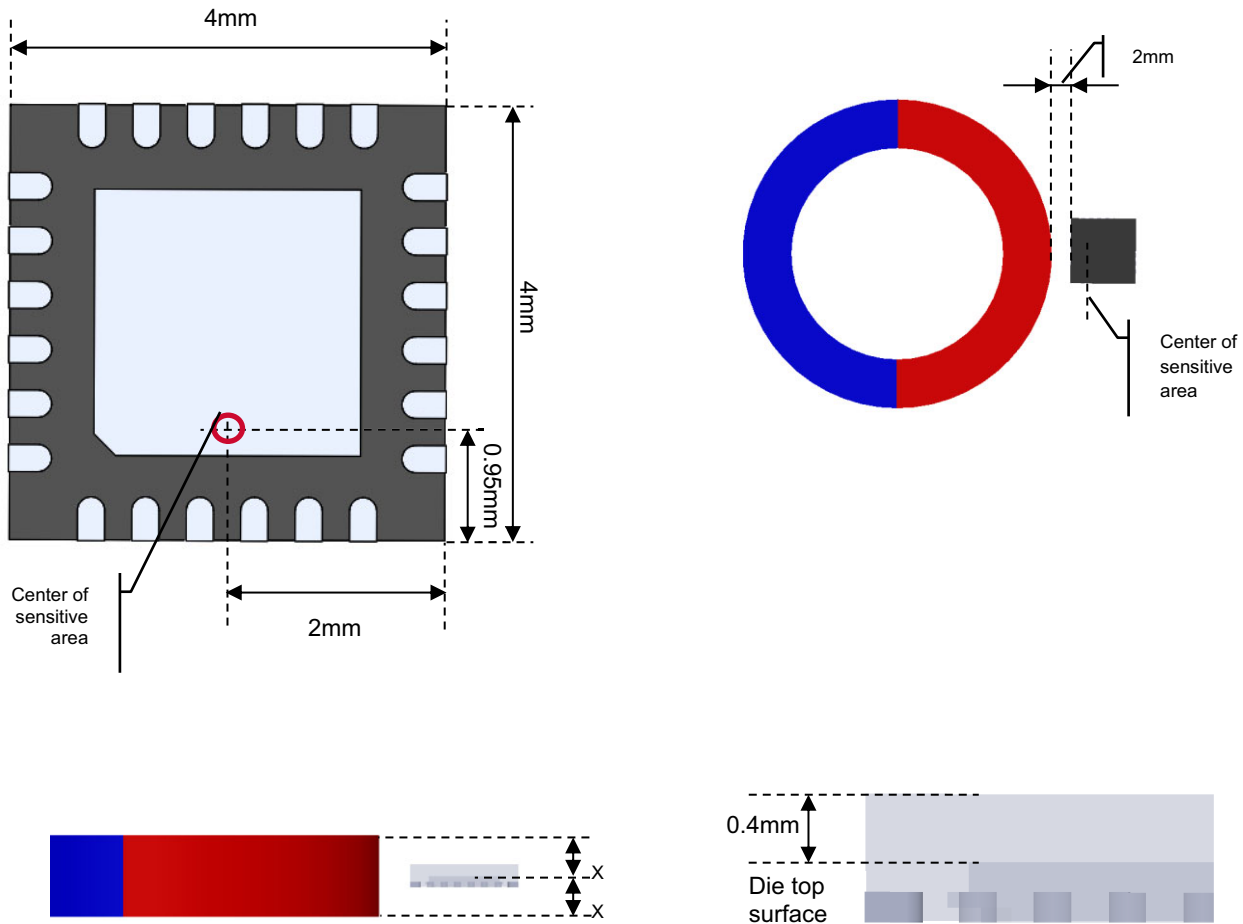 4mm
4mm
0.95mm
2mm
Center of
sensitive
area
2mm
Center of
sensitive
area
X
X
0.4mm
Die top
surface